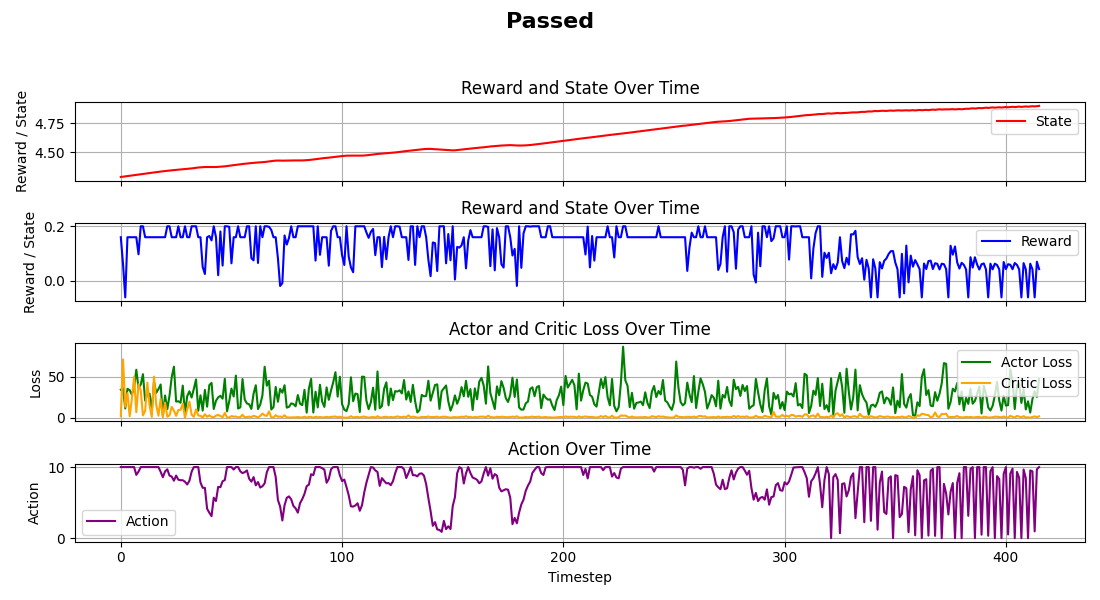 Passed
Reward and State Over Time
Reward / State
4.75
4.50
State
Reward and State Over Time
Reward / State
0.2
0.0
Reward
Actor and Critic Loss Over Time
Loss
50
0
Actor Loss
Critic Loss
Action Over Time
Action
10
0
Action
0 100 200 300 400
Timestep